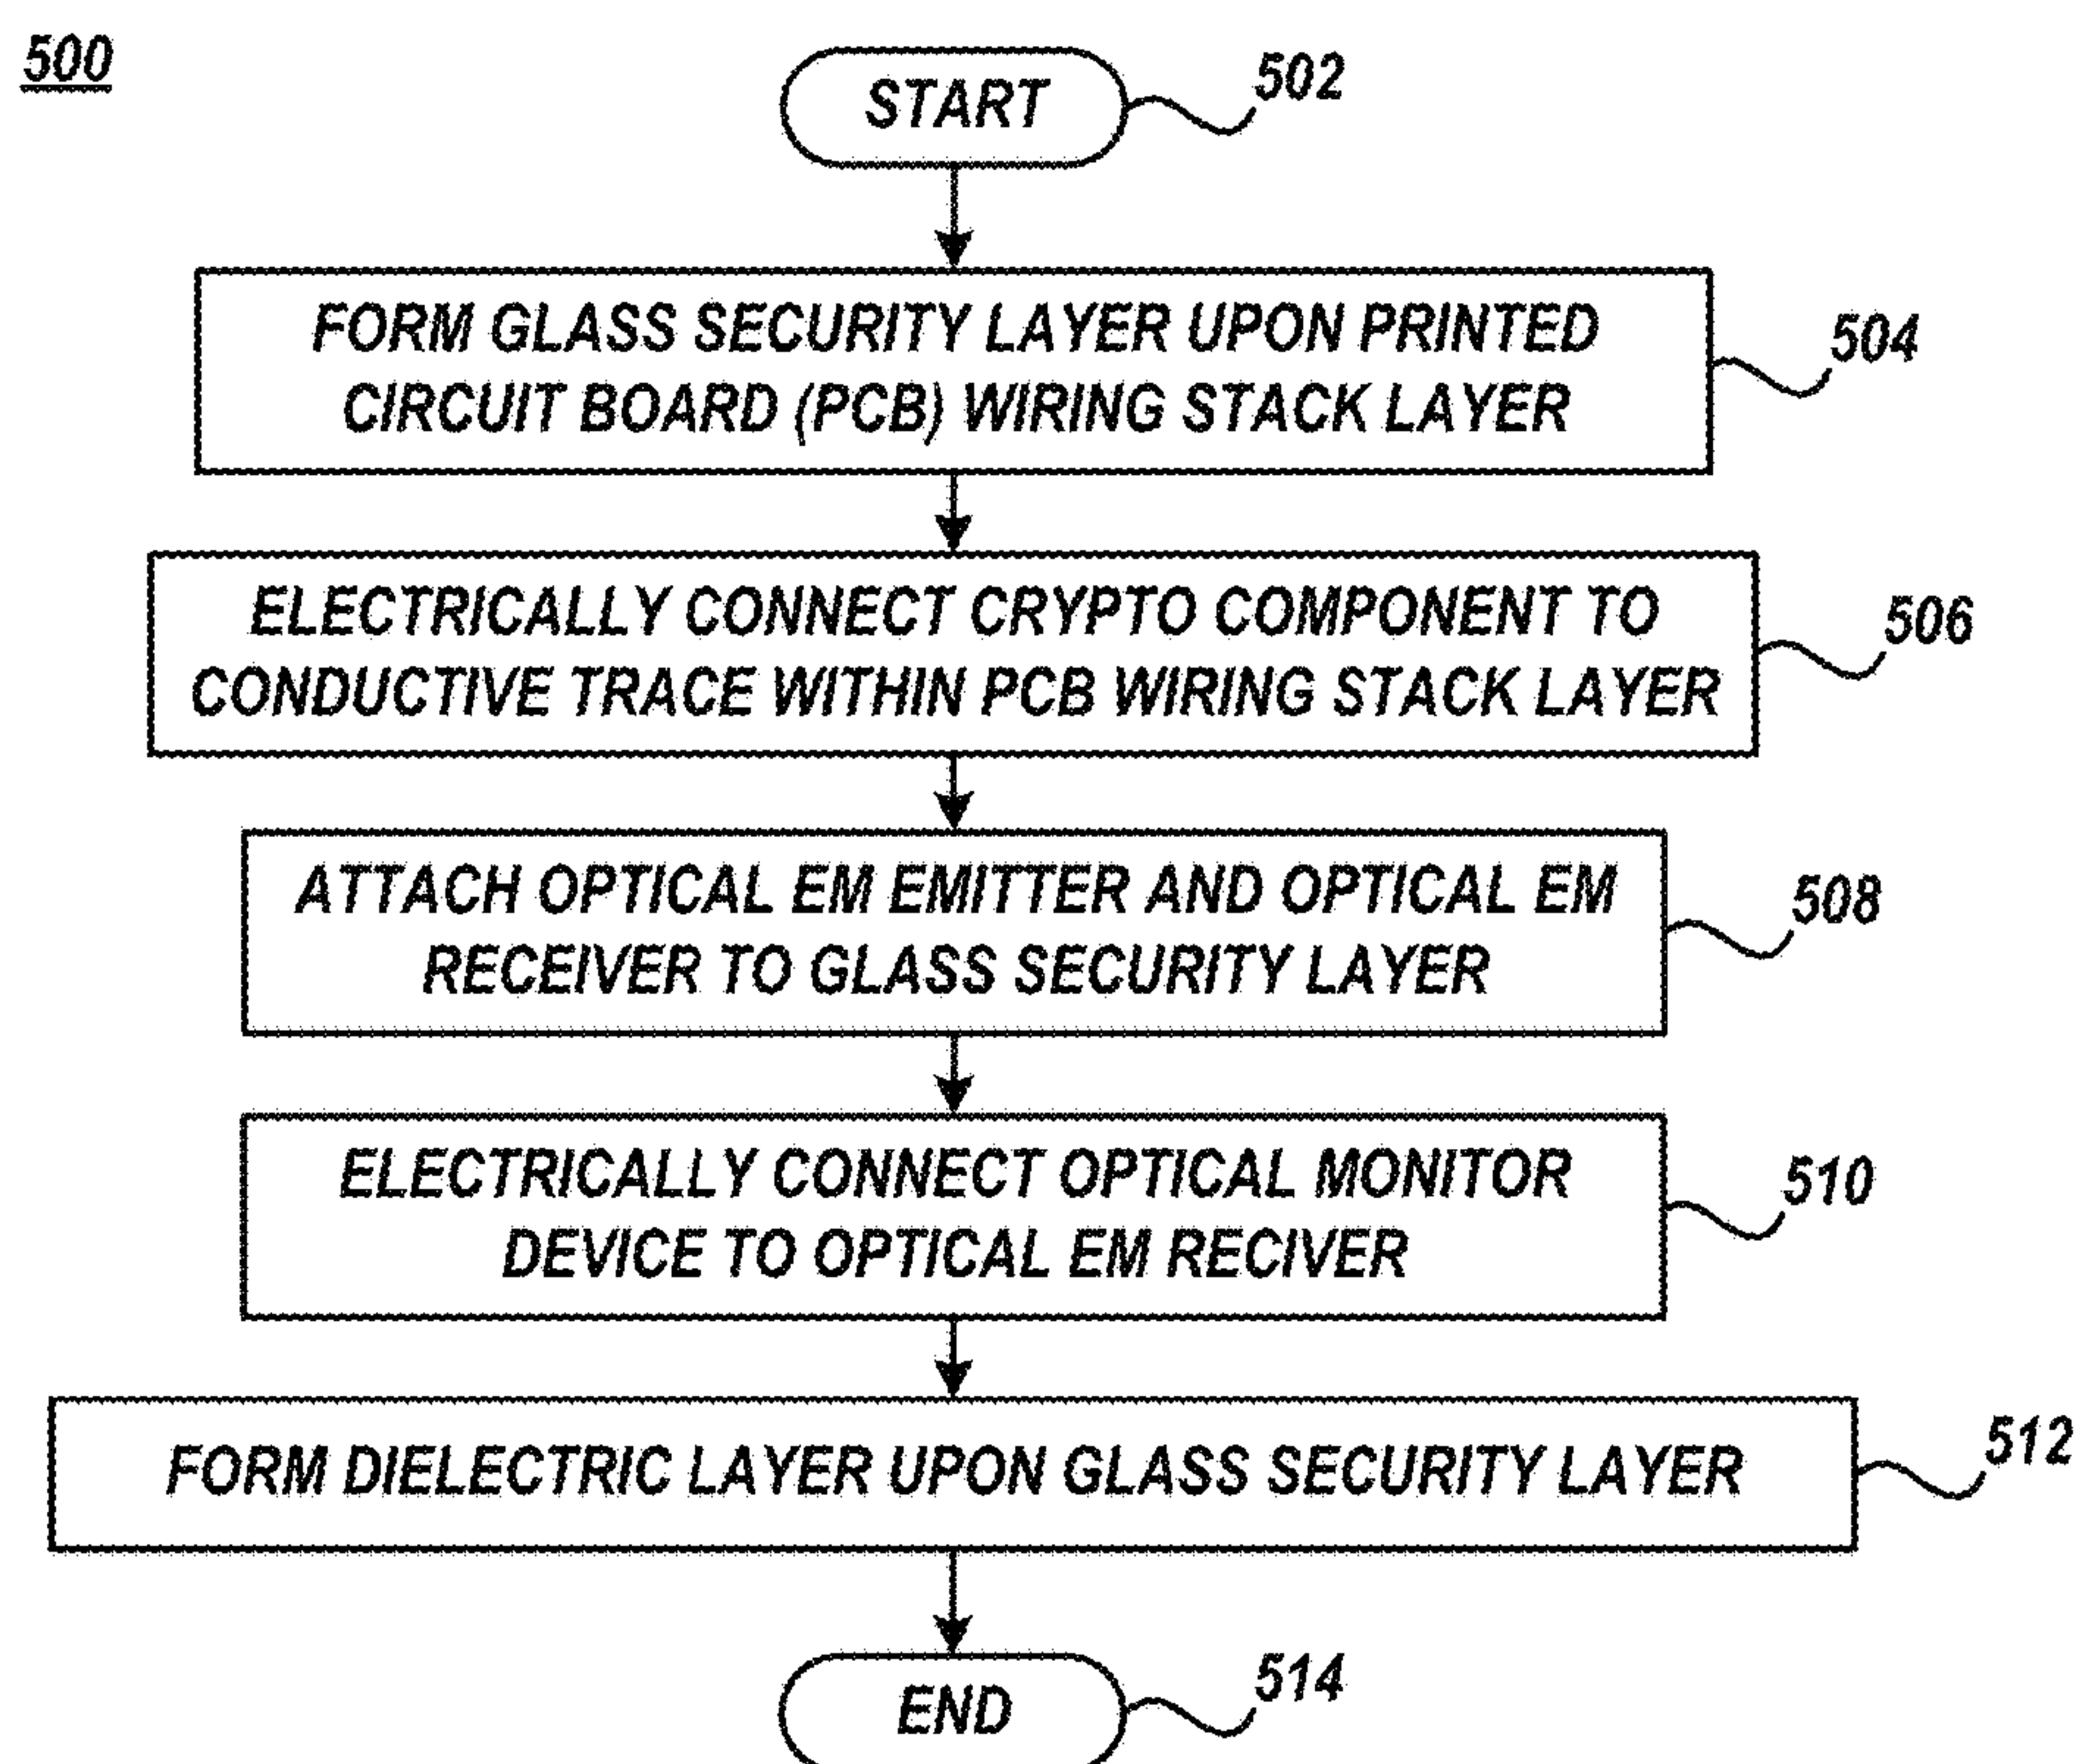 500
START
502
FORM GLASS SECURITY LAYER UPON PRINTED
CIRCUIT BOARD (PCB) WIRING STACK LAYER
504
ELECTRICALLY CONNECT CRYPTO COMPONENT TO
CONDUCTIVE TRACE WITHIN PCB WIRING STACK LAYER
506
ATTACH OPTICAL EM EMITTER AND OPTICAL EM
RECEIVER TO GLASS SECURITY LAYER
508
ELECTRICALLY CONNECT OPTICAL MONITOR
DEVICE TO OPTICAL EM RECIVER
510
FORM DIELECTRIC LAYER UPON GLASS SECURITY LAYER
512
END
514